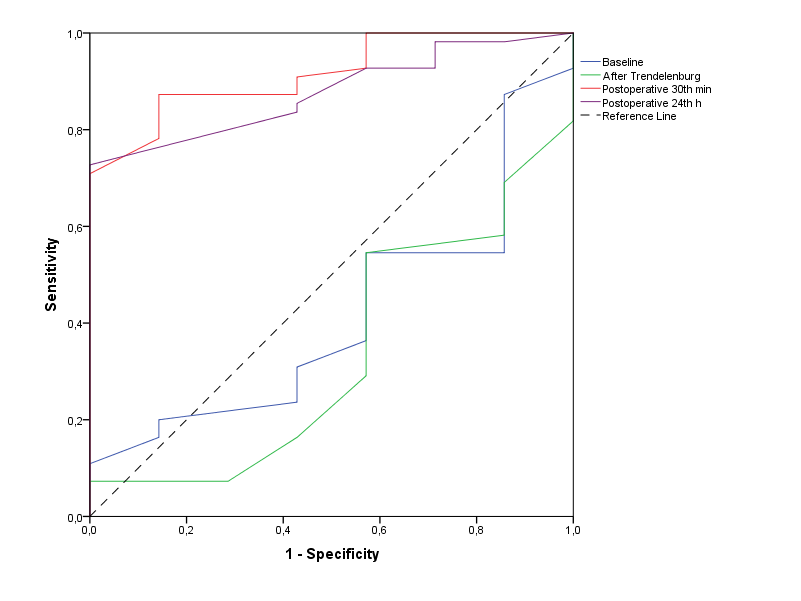 1,0
0,8
0,6
0,4
0,2
0,0
Sensitivity
0,0 0,2 0,4 0,6 0,8 1,0
1 - Specificity
Baseline
After Trendelenburg
Postoperative 30th min
Postoperative 24th h
Reference Line